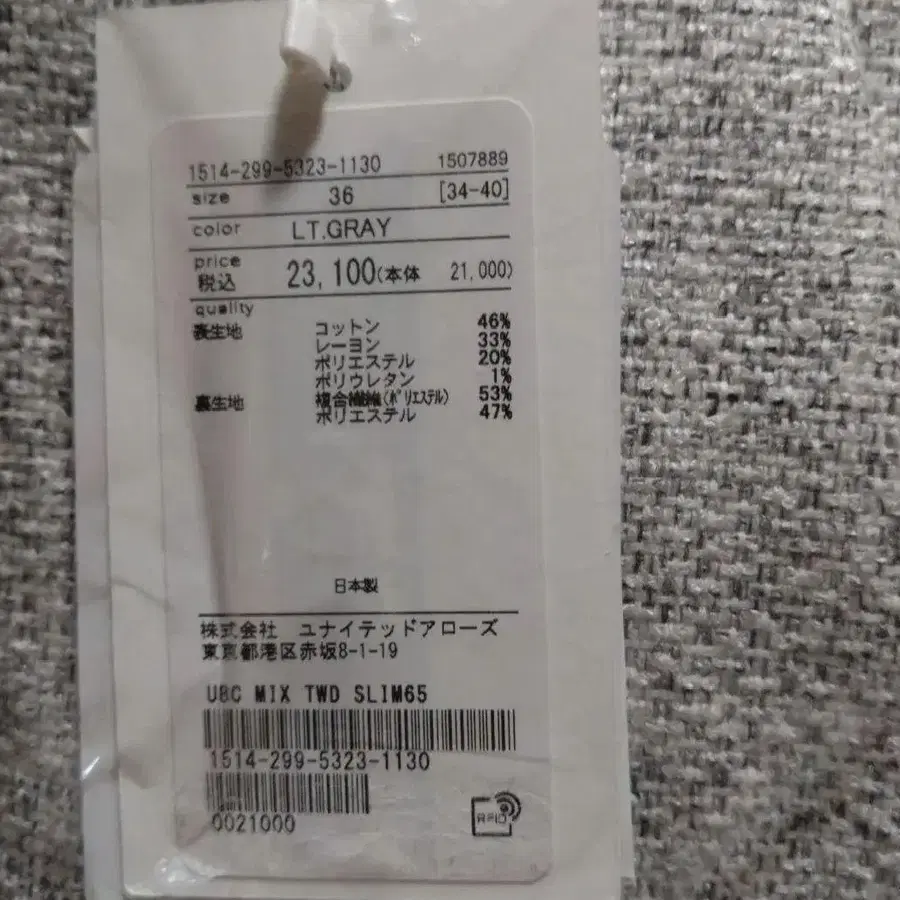 1514-299-5323-1130 1507889
size 36 [34-40]
color LT.GRAY
price
税込 23,100(本体 21,000)
quality
表生地 コットン 46%
レーヨン 33%
ポリエステル 20%
ポリウレタン 1%
裏生地 複合繊維(ポリエステル) 53%
ポリエステル 47%
日本製
株式会社 ユナイテッドアローズ
東京都港区赤坂8-1-19
UBC MIX TWD SLIM65
1514-299-5323-1130
0021000
RFID